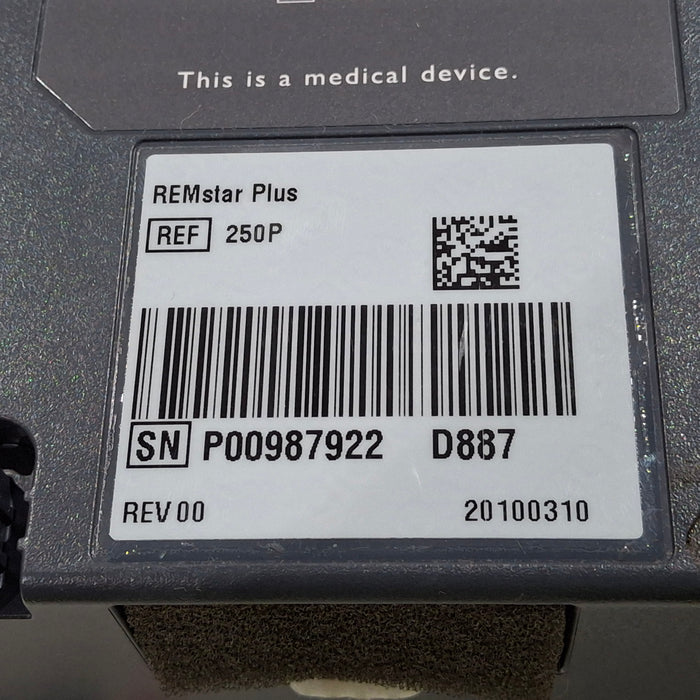 This is a medical device.
REMstar Plus
REF 250P
SN P00987922 D887
REV 00 20100310